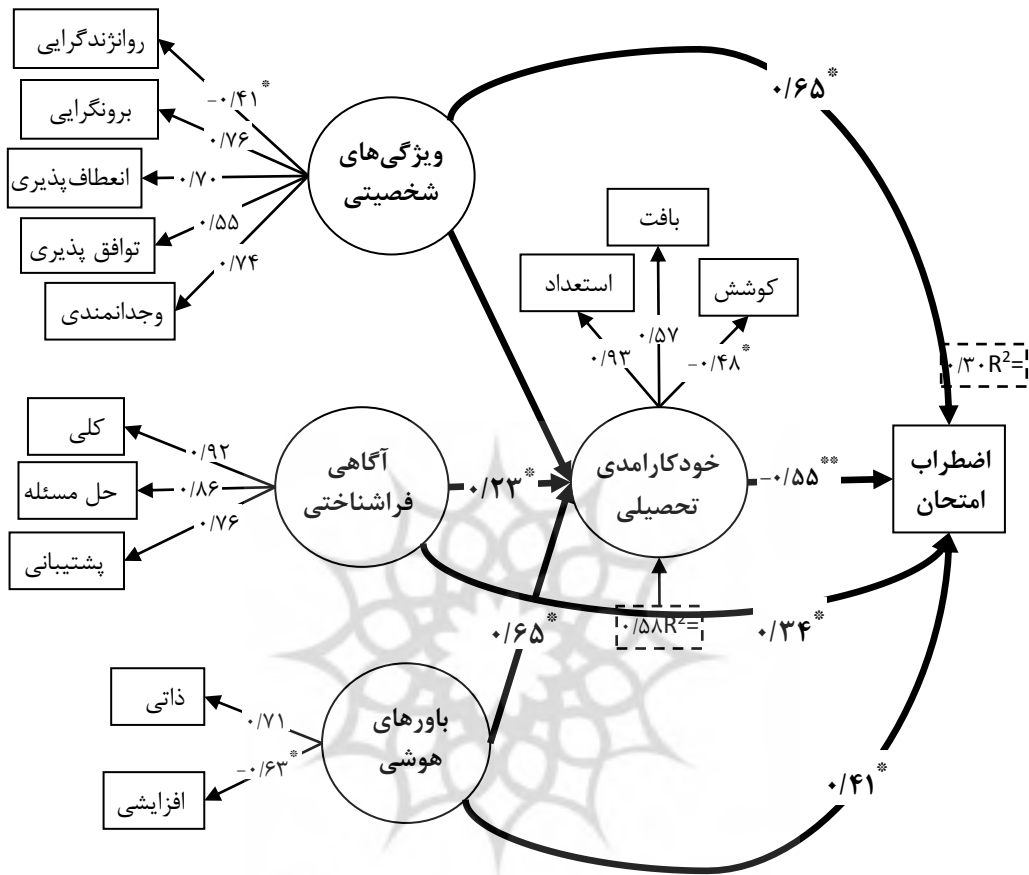 روانژندگرایی
برونگرایی
انعطاف‌پذیری
توافق پذیری
وجدانمندی
−۰/۴۱*
۰/۷۶
۰/۷۰
۰/۵۵
۰/۷۴
ویژگی‌های
شخصیتی
۰/۶۵*
بافت
استعداد
کوشش
۰/۹۳
۰/۵۷
−۰/۴۸*
۰/۳۰R²=
کلی
حل مسئله
پشتیبانی
۰/۹۲
۰/۸۶
۰/۷۶
آگاهی
فراشناختی
۰/۲۳*
خودکارامدی
تحصیلی
−۰/۵۵**
اضطراب
امتحان
۰/۶۵*
۰/۵۸R²=
۰/۳۴*
ذاتی
افزایشی
۰/۷۱
−۰/۶۳*
باورهای
هوشی
۰/۴۱*